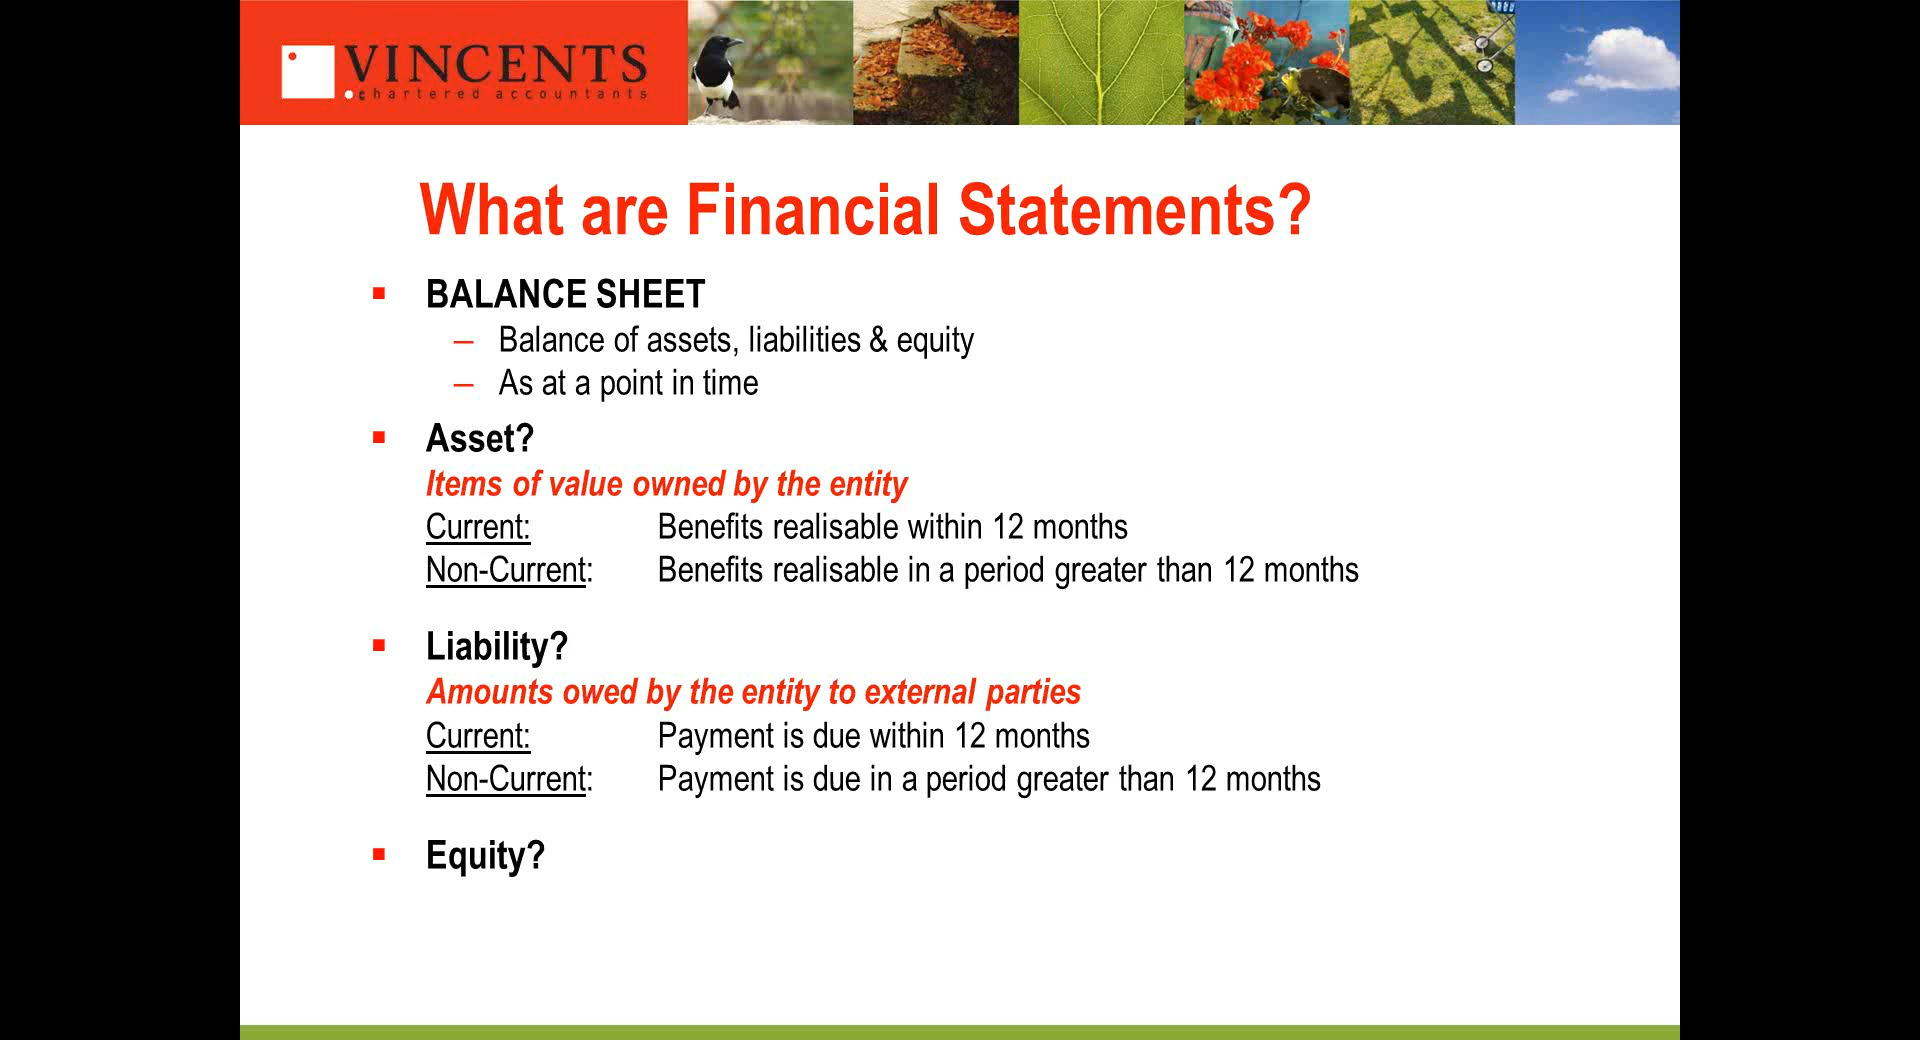 VINCENTS
chartered accountants
What are Financial Statements?
BALANCE SHEET
– Balance of assets, liabilities & equity
– As at a point in time
Asset?
Items of value owned by the entity
Current: Benefits realisable within 12 months
Non-Current: Benefits realisable in a period greater than 12 months
Liability?
Amounts owed by the entity to external parties
Current: Payment is due within 12 months
Non-Current: Payment is due in a period greater than 12 months
Equity?